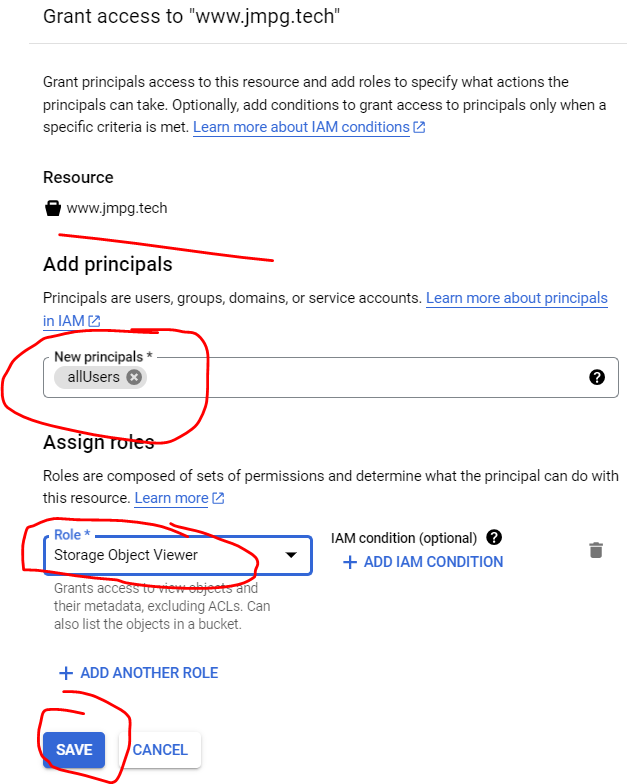 Grant access to "www.jmpg.tech"
Grant principals access to this resource and add roles to specify what actions the
principals can take. Optionally, add conditions to grant access to principals only when a
specific criteria is met. Learn more about IAM conditions
Resource
www.jmpg.tech
Add principals
Principals are users, groups, domains, or service accounts. Learn more about principals
in IAM
New principals *
allUsers
Assign roles
Roles are composed of sets of permissions and determine what the principal can do with
this resource. Learn more
Role *
Storage Object Viewer
IAM condition (optional)
+ ADD IAM CONDITION
Grants access to view objects and
their metadata, excluding ACLs. Can
also list the objects in a bucket.
+ ADD ANOTHER ROLE
SAVE
CANCEL